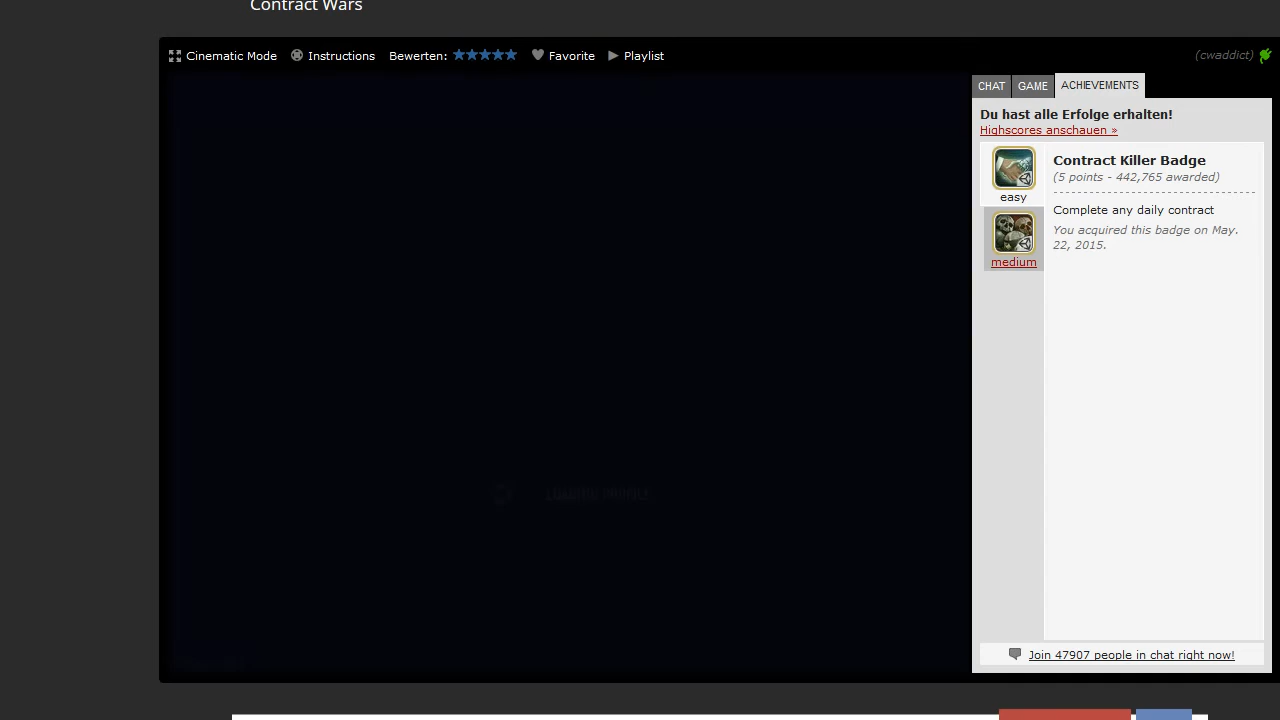 Contract Wars
Cinematic Mode Instructions Bewerten: Favorite Playlist (cwaddict)
CHAT GAME ACHIEVEMENTS
Du hast alle Erfolge erhalten!
Highscores anschauen »
easy
medium
Contract Killer Badge
(5 points - 442,765 awarded)
Complete any daily contract
You acquired this badge on May.
22, 2015.
LOADING PROFILE
Join 47907 people in chat right now!